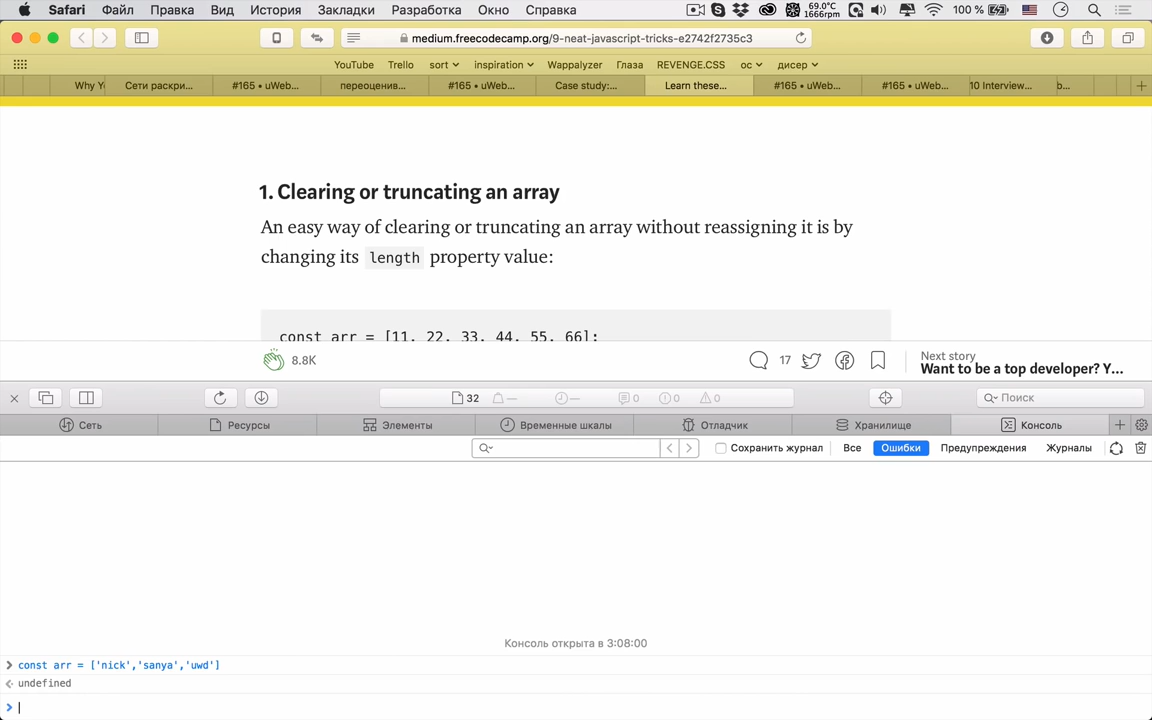 Safari Файл Правка Вид История Закладки Разработка Окно Справка 69.0°C 1666rpm 100 %
medium.freecodecamp.org/9-neat-javascript-tricks-e2742f2735c3
YouTube Trello sort inspiration Wappalyzer Глаза REVENGE.CSS ос дисер
Why Y Сети раскри... #165 • uWeb... переоценив... #165 • uWeb... Case study:... Learn these... #165 • uWeb... #165 • uWeb... 10 Interview... b...
1. Clearing or truncating an array
An easy way of clearing or truncating an array without reassigning it is by
changing its length property value:
const arr = [11, 22, 33, 44, 55, 66];
8.8K 17
Next story
Want to be a top developer? Y...
32 — — 0 0 0 Поиск
Сеть Ресурсы Элементы Временные шкалы Отладчик Хранилище Консоль
Сохранить журнал Все Ошибки Предупреждения Журналы
Консоль открыта в 3:08:00
> const arr = ['nick','sanya','uwd']
< undefined
>